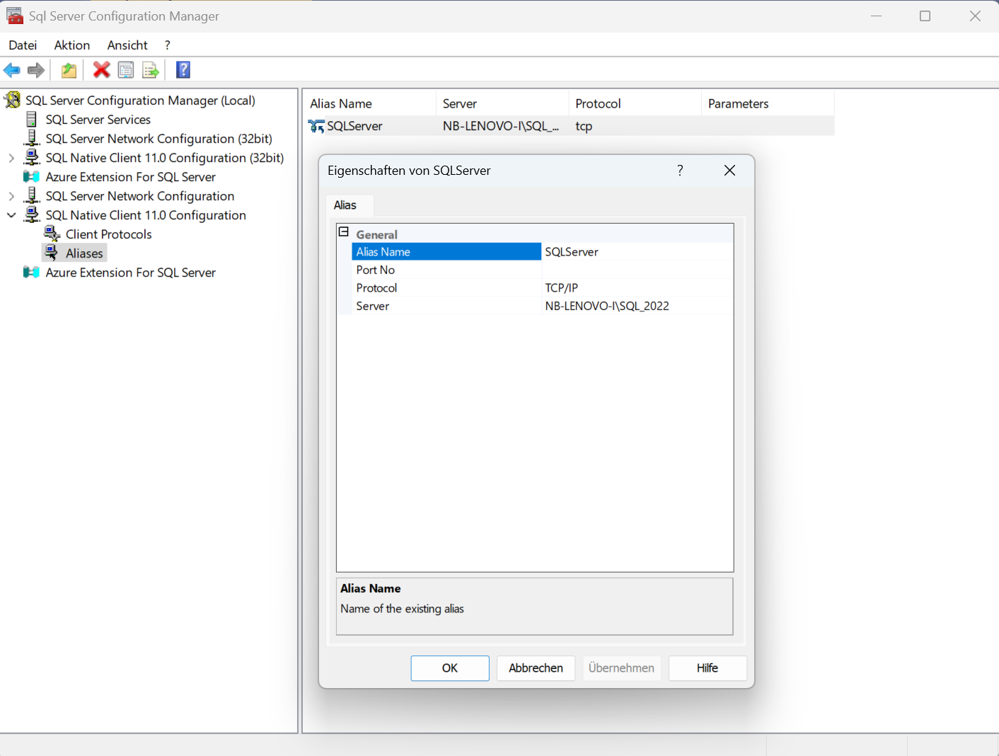 Sql Server Configuration Manager
Datei Aktion Ansicht ?
?
SQL Server Configuration Manager (Local)
SQL Server Services
SQL Server Network Configuration (32bit)
SQL Native Client 11.0 Configuration (32bit)
Azure Extension For SQL Server
SQL Server Network Configuration
SQL Native Client 11.0 Configuration
Client Protocols
Aliases
Azure Extension For SQL Server
Alias Name Server Protocol Parameters
SQLServer NB-LENOVO-I\SQL_... tcp
Eigenschaften von SQLServer ?
Alias
General
Alias Name SQLServer
Port No
Protocol TCP/IP
Server NB-LENOVO-I\SQL_2022
Alias Name
Name of the existing alias
OK Abbrechen Übernehmen Hilfe